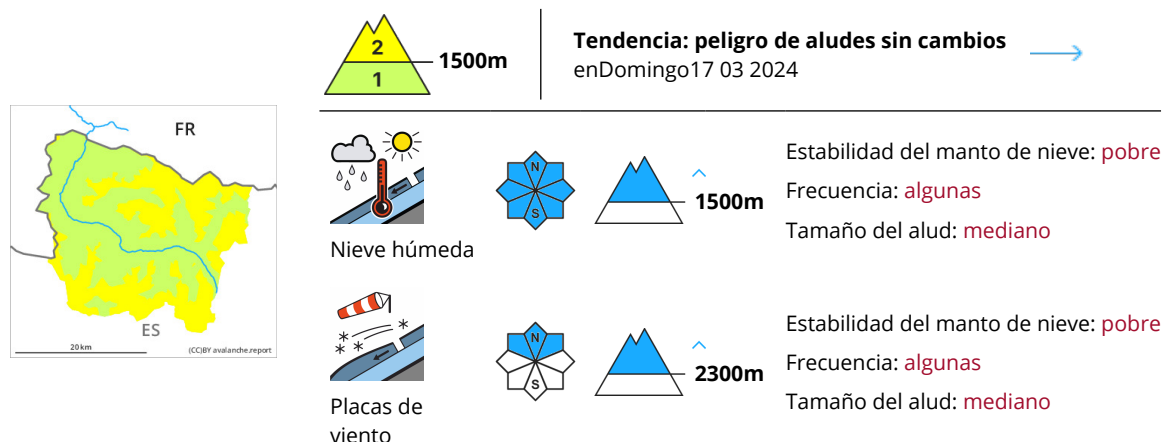 2
1
1500m
Tendencia: peligro de aludes sin cambios
enDomingo17 03 2024
FR
ES
20 km
(CC)BY avalanche.report
Nieve húmeda
N
S
1500m
Estabilidad del manto de nieve: pobre
Frecuencia: algunas
Tamaño del alud: mediano
Placas de
viento
N
S
2300m
Estabilidad del manto de nieve: pobre
Frecuencia: algunas
Tamaño del alud: mediano